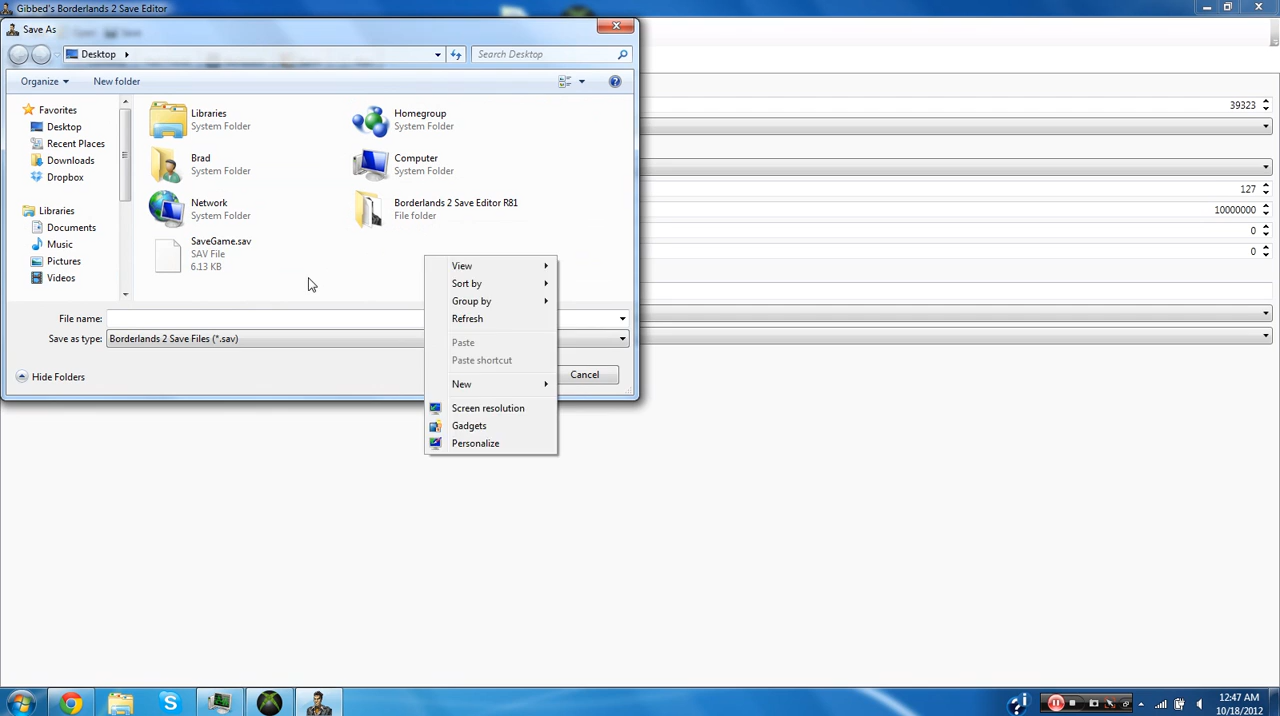 Gibbed's Borderlands 2 Save Editor
Save As
Desktop
Search Desktop
Organize
New folder
Favorites
Desktop
Recent Places
Downloads
Dropbox
Libraries
Documents
Music
Pictures
Videos
Libraries
System Folder
Homegroup
System Folder
Brad
System Folder
Computer
System Folder
Network
System Folder
Borderlands 2 Save Editor R81
File folder
SaveGame.sav
SAV File
6.13 KB
View
Sort by
Group by
Refresh
Paste
Paste shortcut
New
Screen resolution
Gadgets
Personalize
File name:
Save as type: Borderlands 2 Save Files (*.sav)
Hide Folders
Cancel
39323
127
10000000
0
0
12:47 AM
10/18/2012